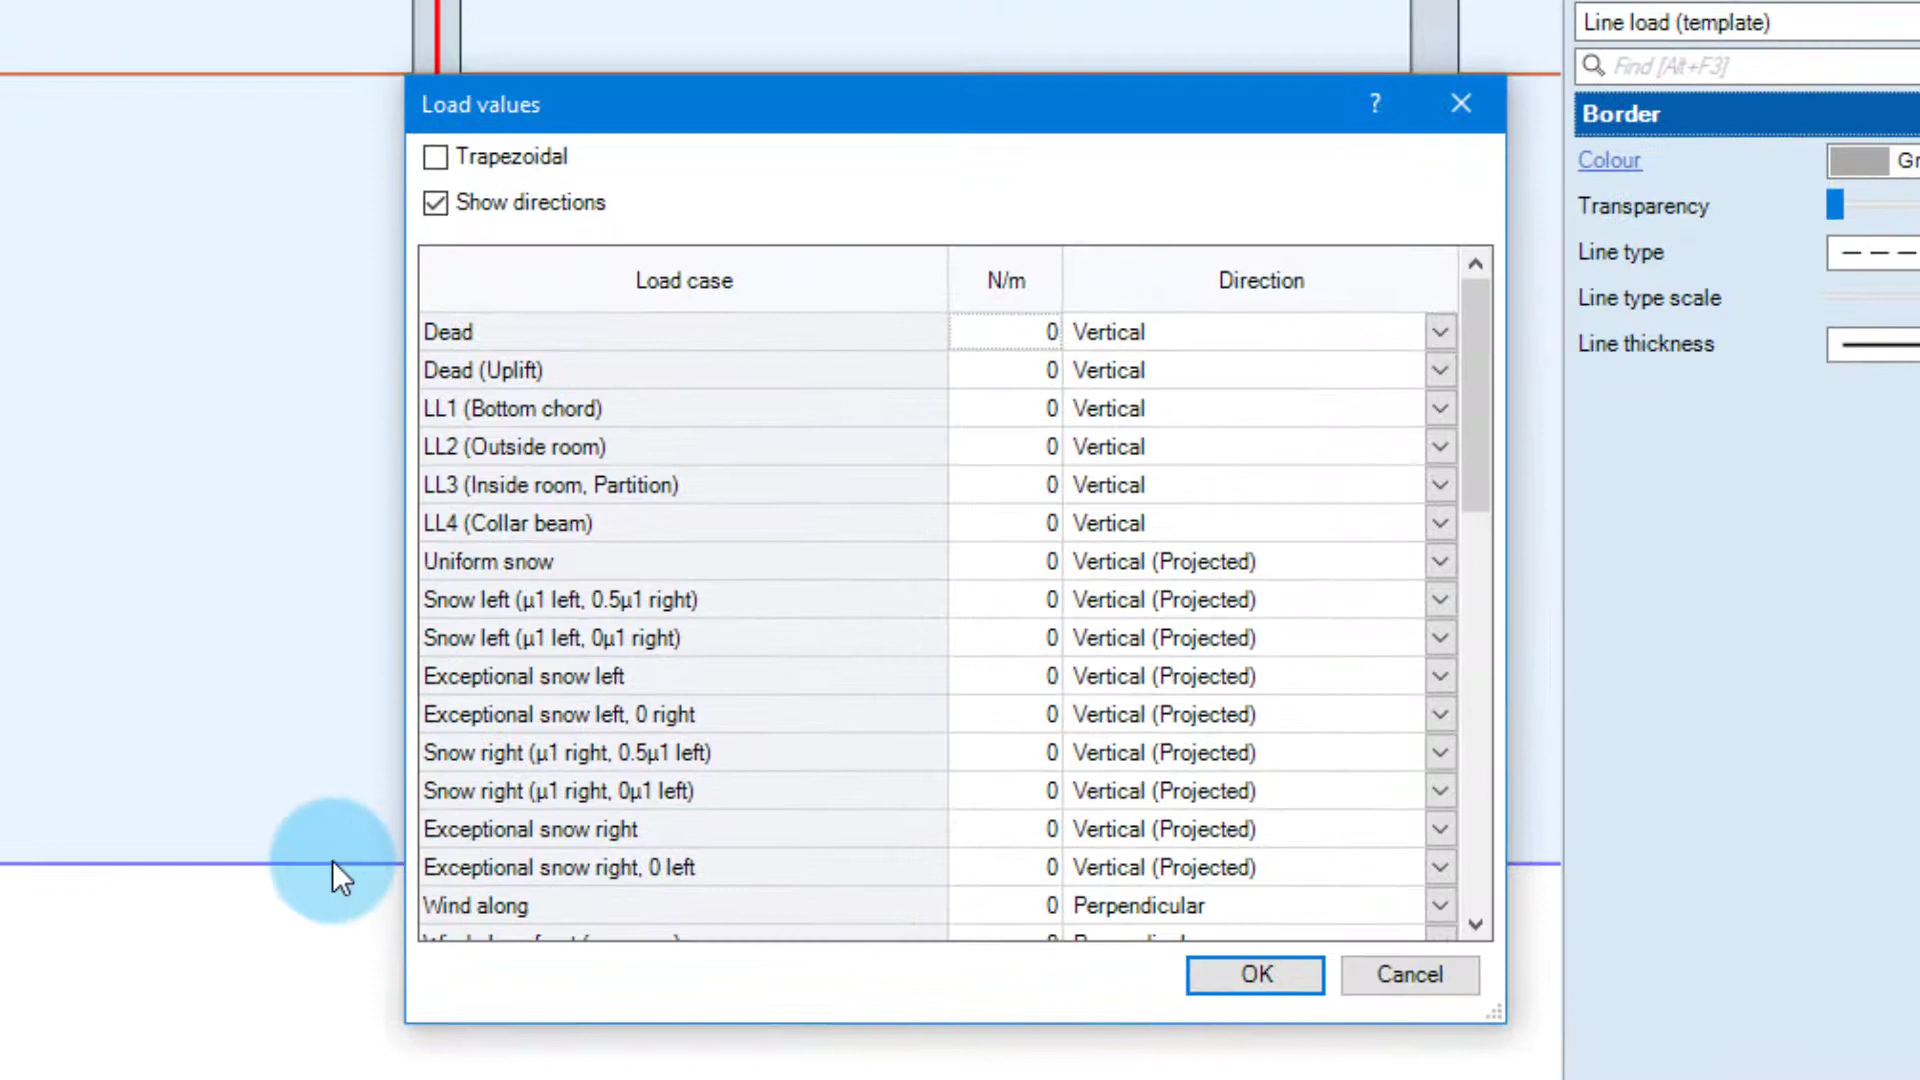 Line load (template)
Find [Alt+F3]
Border
Colour
Transparency
Line type
Line type scale
Line thickness
Load values
?
Trapezoidal
Show directions
Load case N/m Direction
Dead 0 Vertical
Dead (Uplift) 0 Vertical
LL1 (Bottom chord) 0 Vertical
LL2 (Outside room) 0 Vertical
LL3 (Inside room, Partition) 0 Vertical
LL4 (Collar beam) 0 Vertical
Uniform snow 0 Vertical (Projected)
Snow left (µ1 left, 0.5µ1 right) 0 Vertical (Projected)
Snow left (µ1 left, 0µ1 right) 0 Vertical (Projected)
Exceptional snow left 0 Vertical (Projected)
Exceptional snow left, 0 right 0 Vertical (Projected)
Snow right (µ1 right, 0.5µ1 left) 0 Vertical (Projected)
Snow right (µ1 right, 0µ1 left) 0 Vertical (Projected)
Exceptional snow right 0 Vertical (Projected)
Exceptional snow right, 0 left 0 Vertical (Projected)
Wind along 0 Perpendicular
OK Cancel